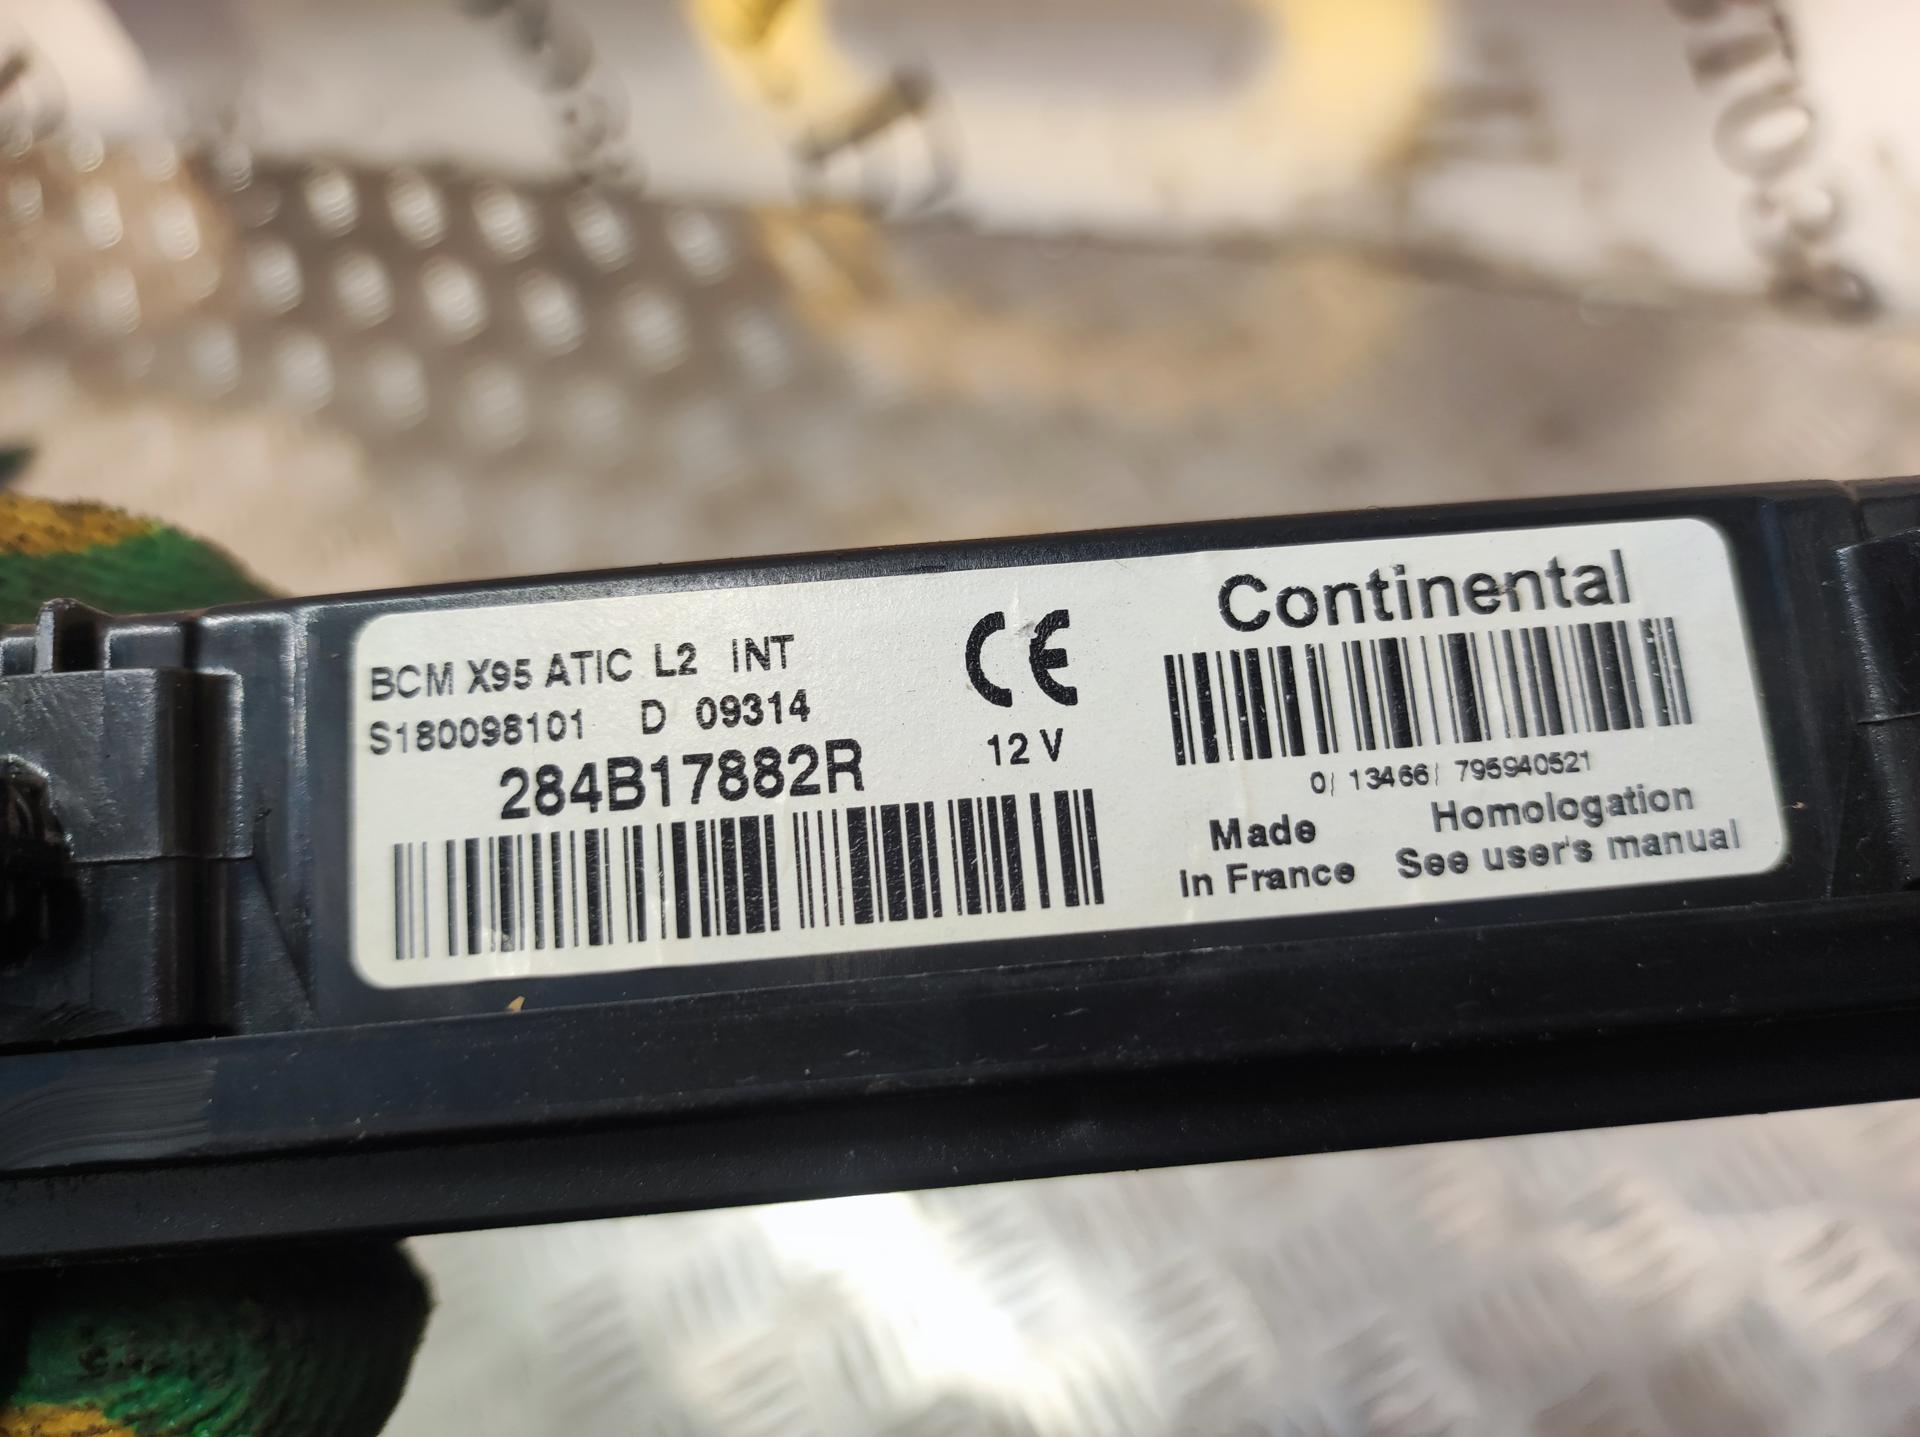 BCM X95 ATIC L2 INT
S180098101 D 09314
284B17882R
CE
12 V
Continental
0/ 13466/ 795940521
Made
in France
Homologation
See user's manual